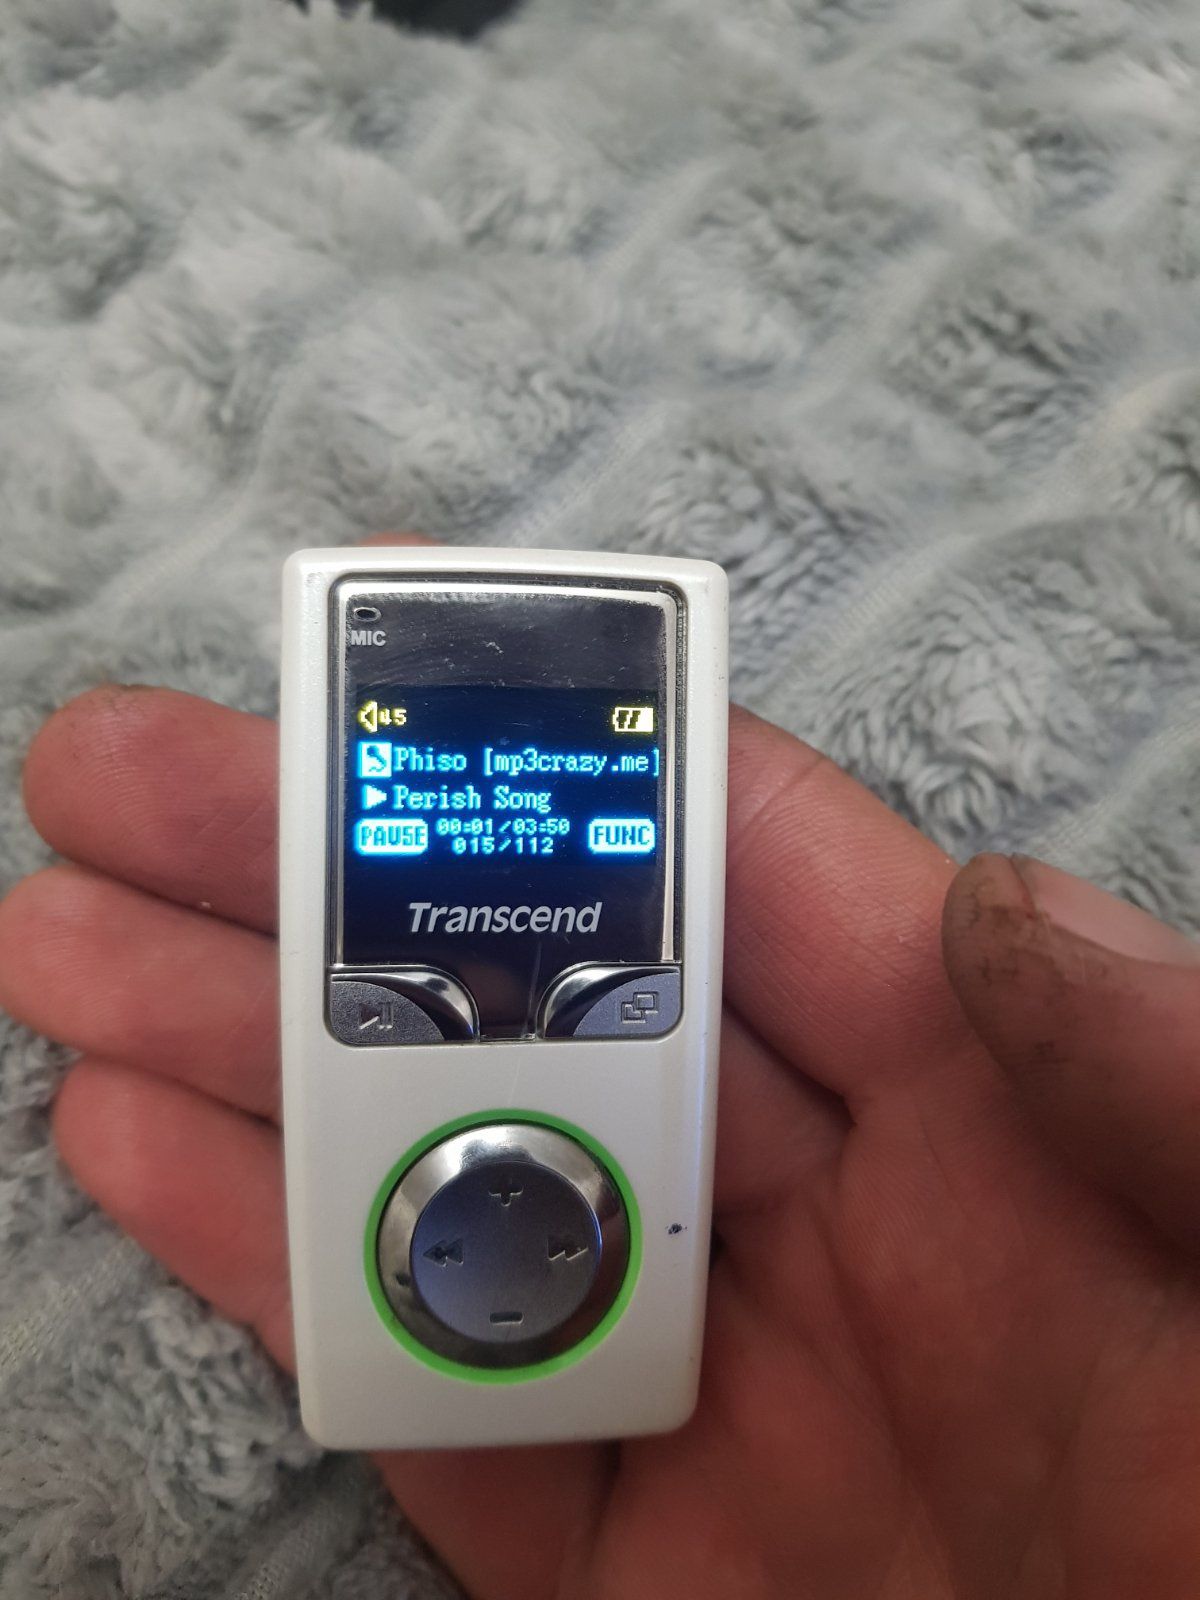 MIC
45
Phiso [mp3crazy.me]
Perish Song
PAUSE 00:01/03:50 FUNC
015/112
Transcend